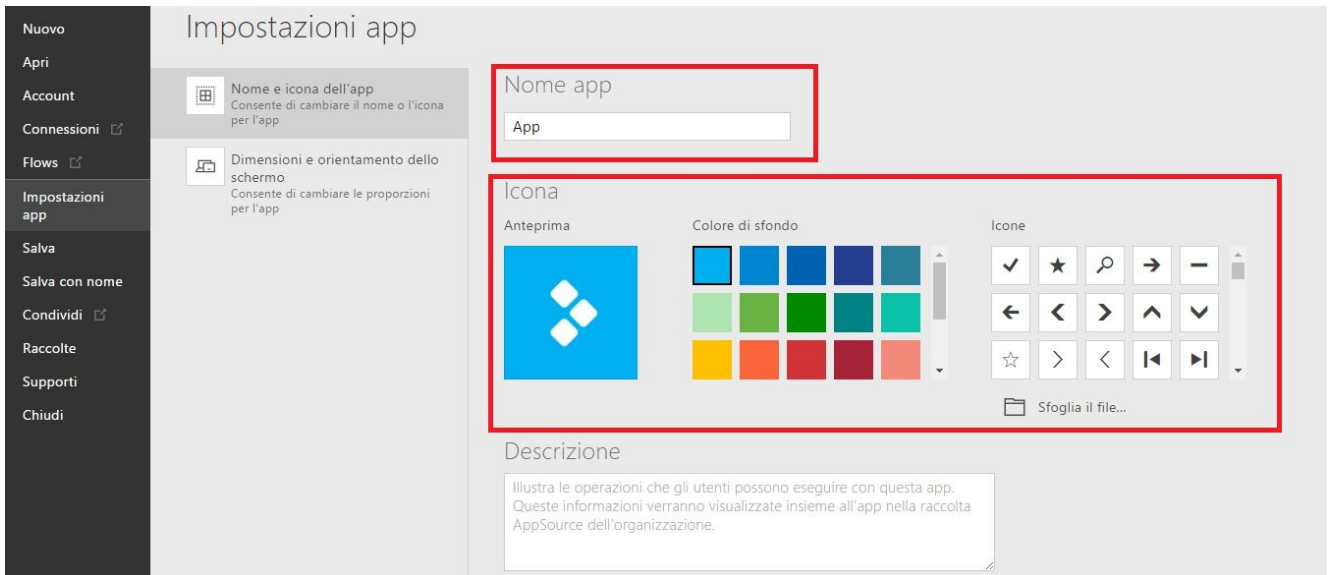 Nuovo
Apri
Account
Connessioni
Flows
Impostazioni
app
Salva
Salva con nome
Condividi
Raccolte
Supporti
Chiudi
Impostazioni app
Nome e icona dell'app
Consente di cambiare il nome o l'icona
per l'app
Dimensioni e orientamento dello
schermo
Consente di cambiare le proporzioni
per l'app
Nome app
App
Icona
Anteprima
Colore di sfondo
Icone
Sfoglia il file...
Descrizione
Illustra le operazioni che gli utenti possono eseguire con questa app.
Queste informazioni verranno visualizzate insieme all'app nella raccolta
AppSource dell'organizzazione.